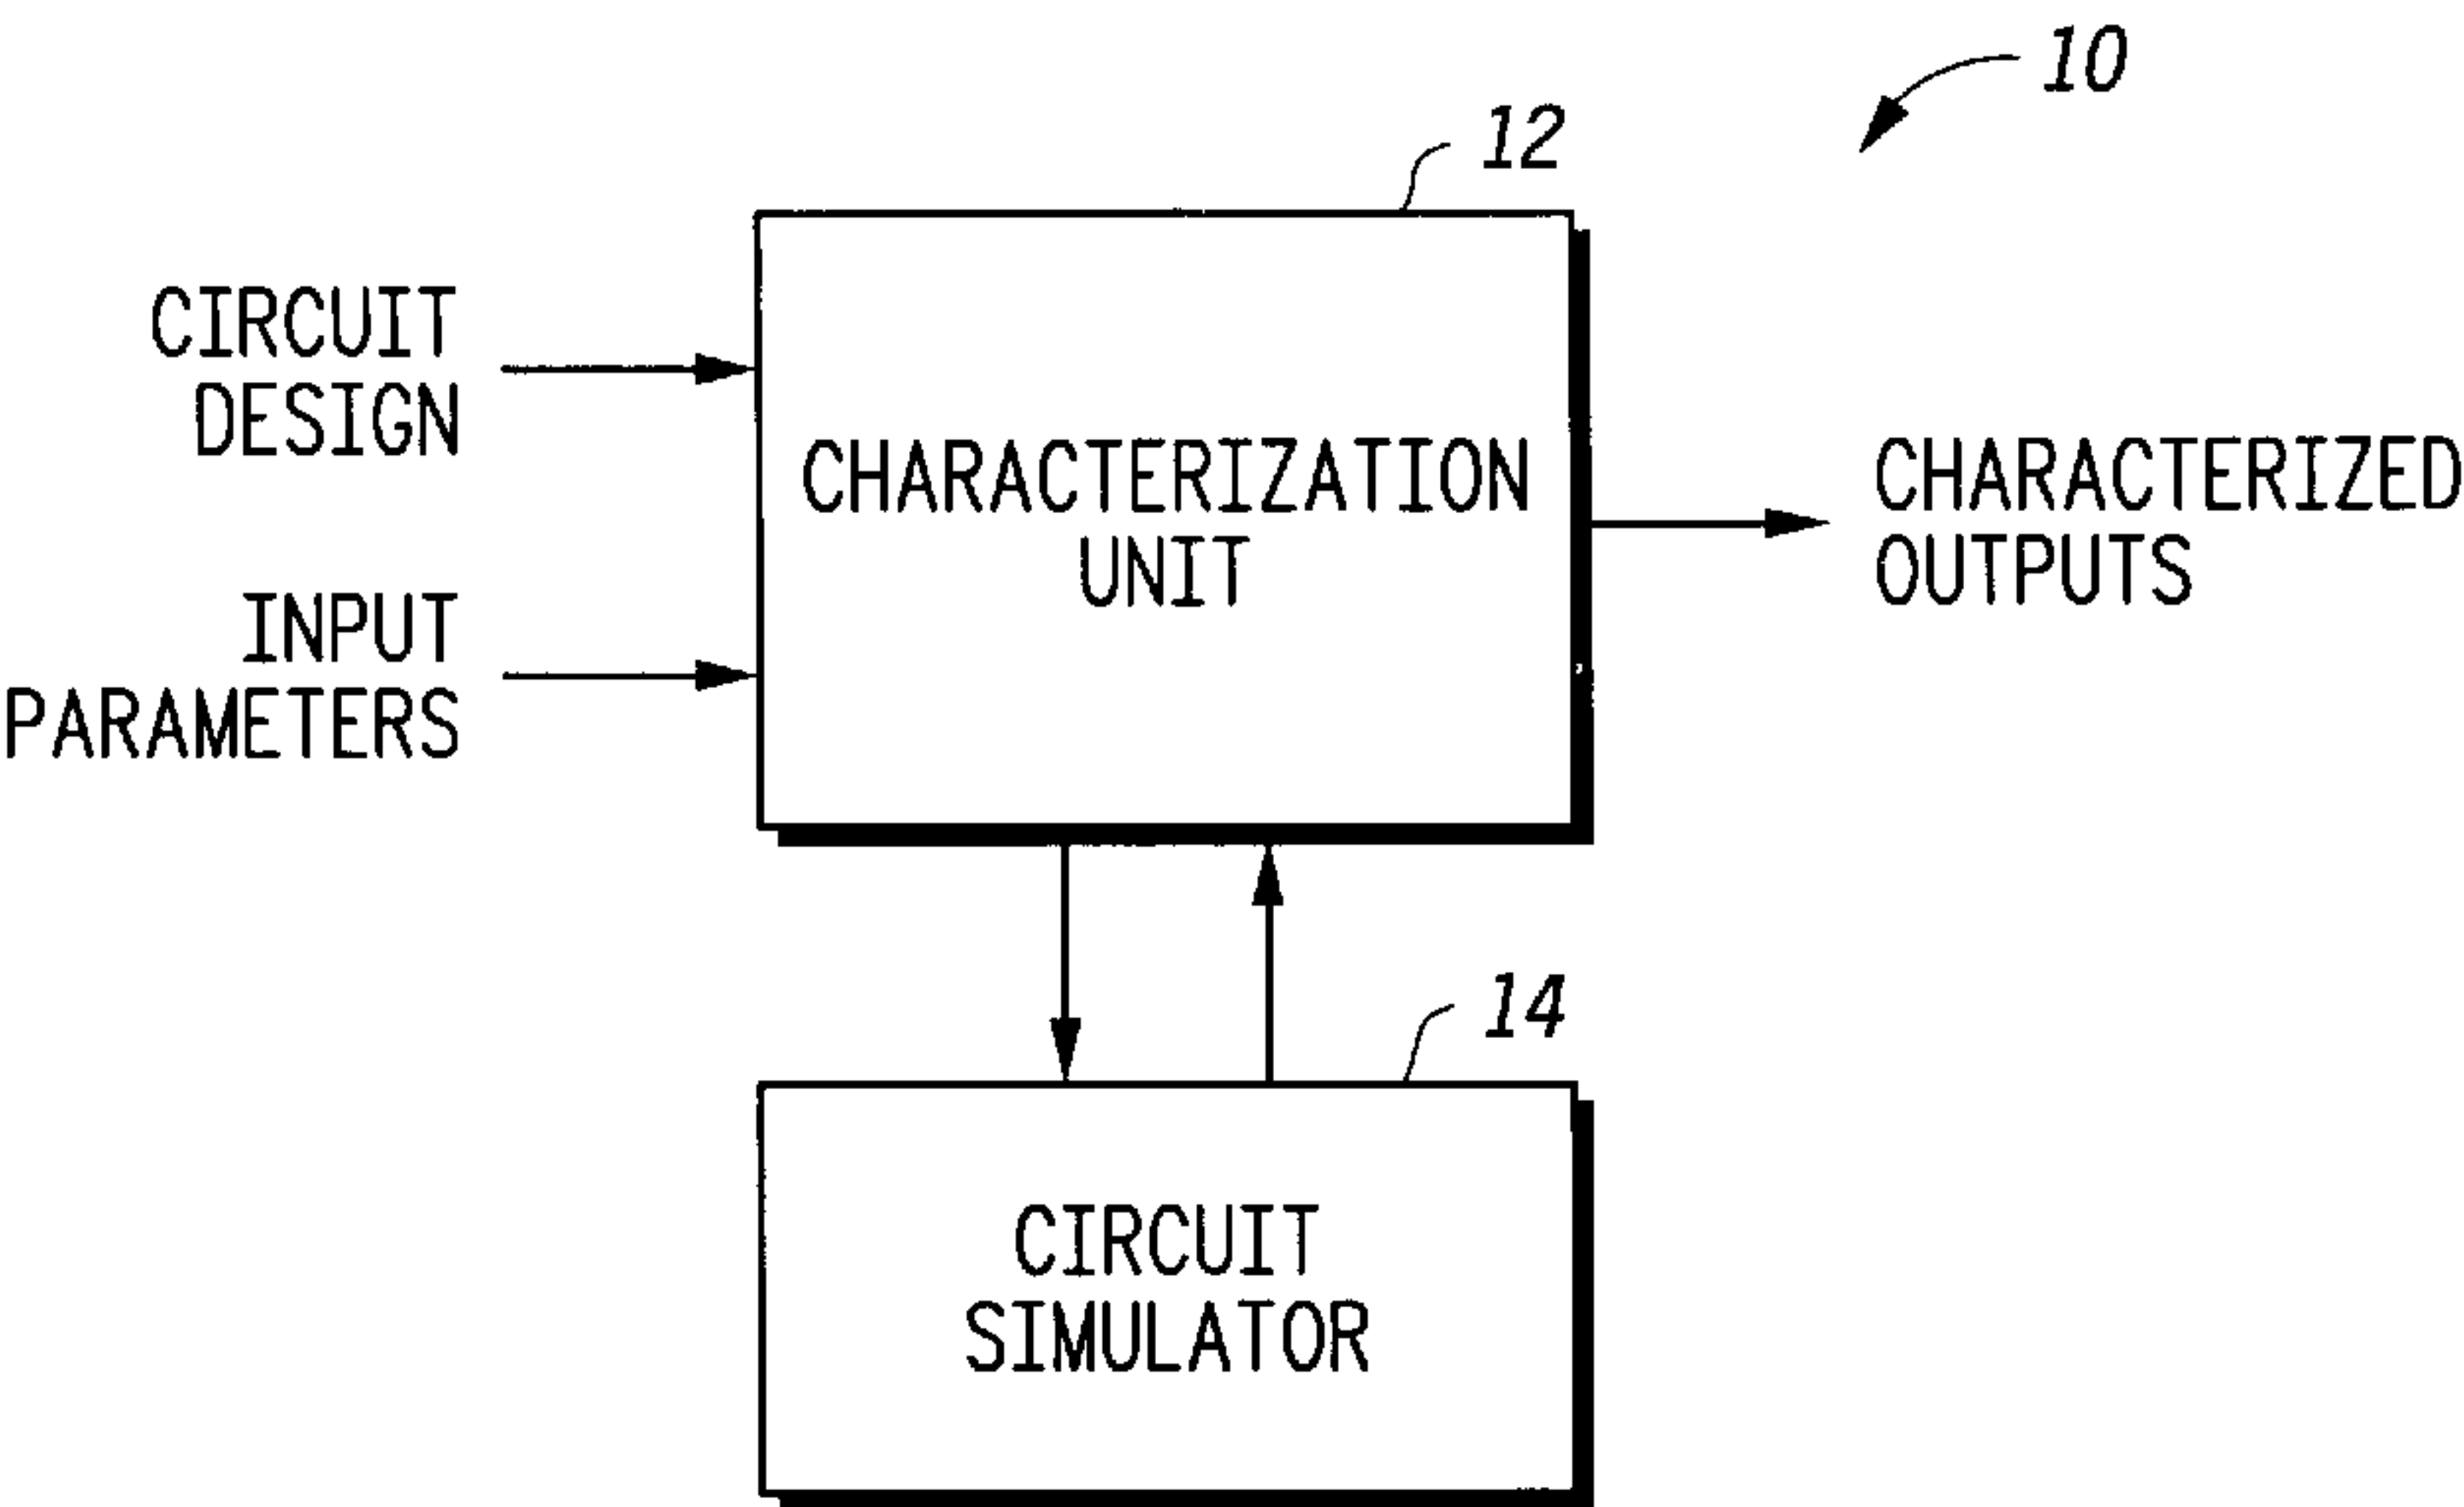 10
12
CIRCUIT
DESIGN
CHARACTERIZATION
UNIT
CHARACTERIZED
OUTPUTS
INPUT
PARAMETERS
14
CIRCUIT
SIMULATOR